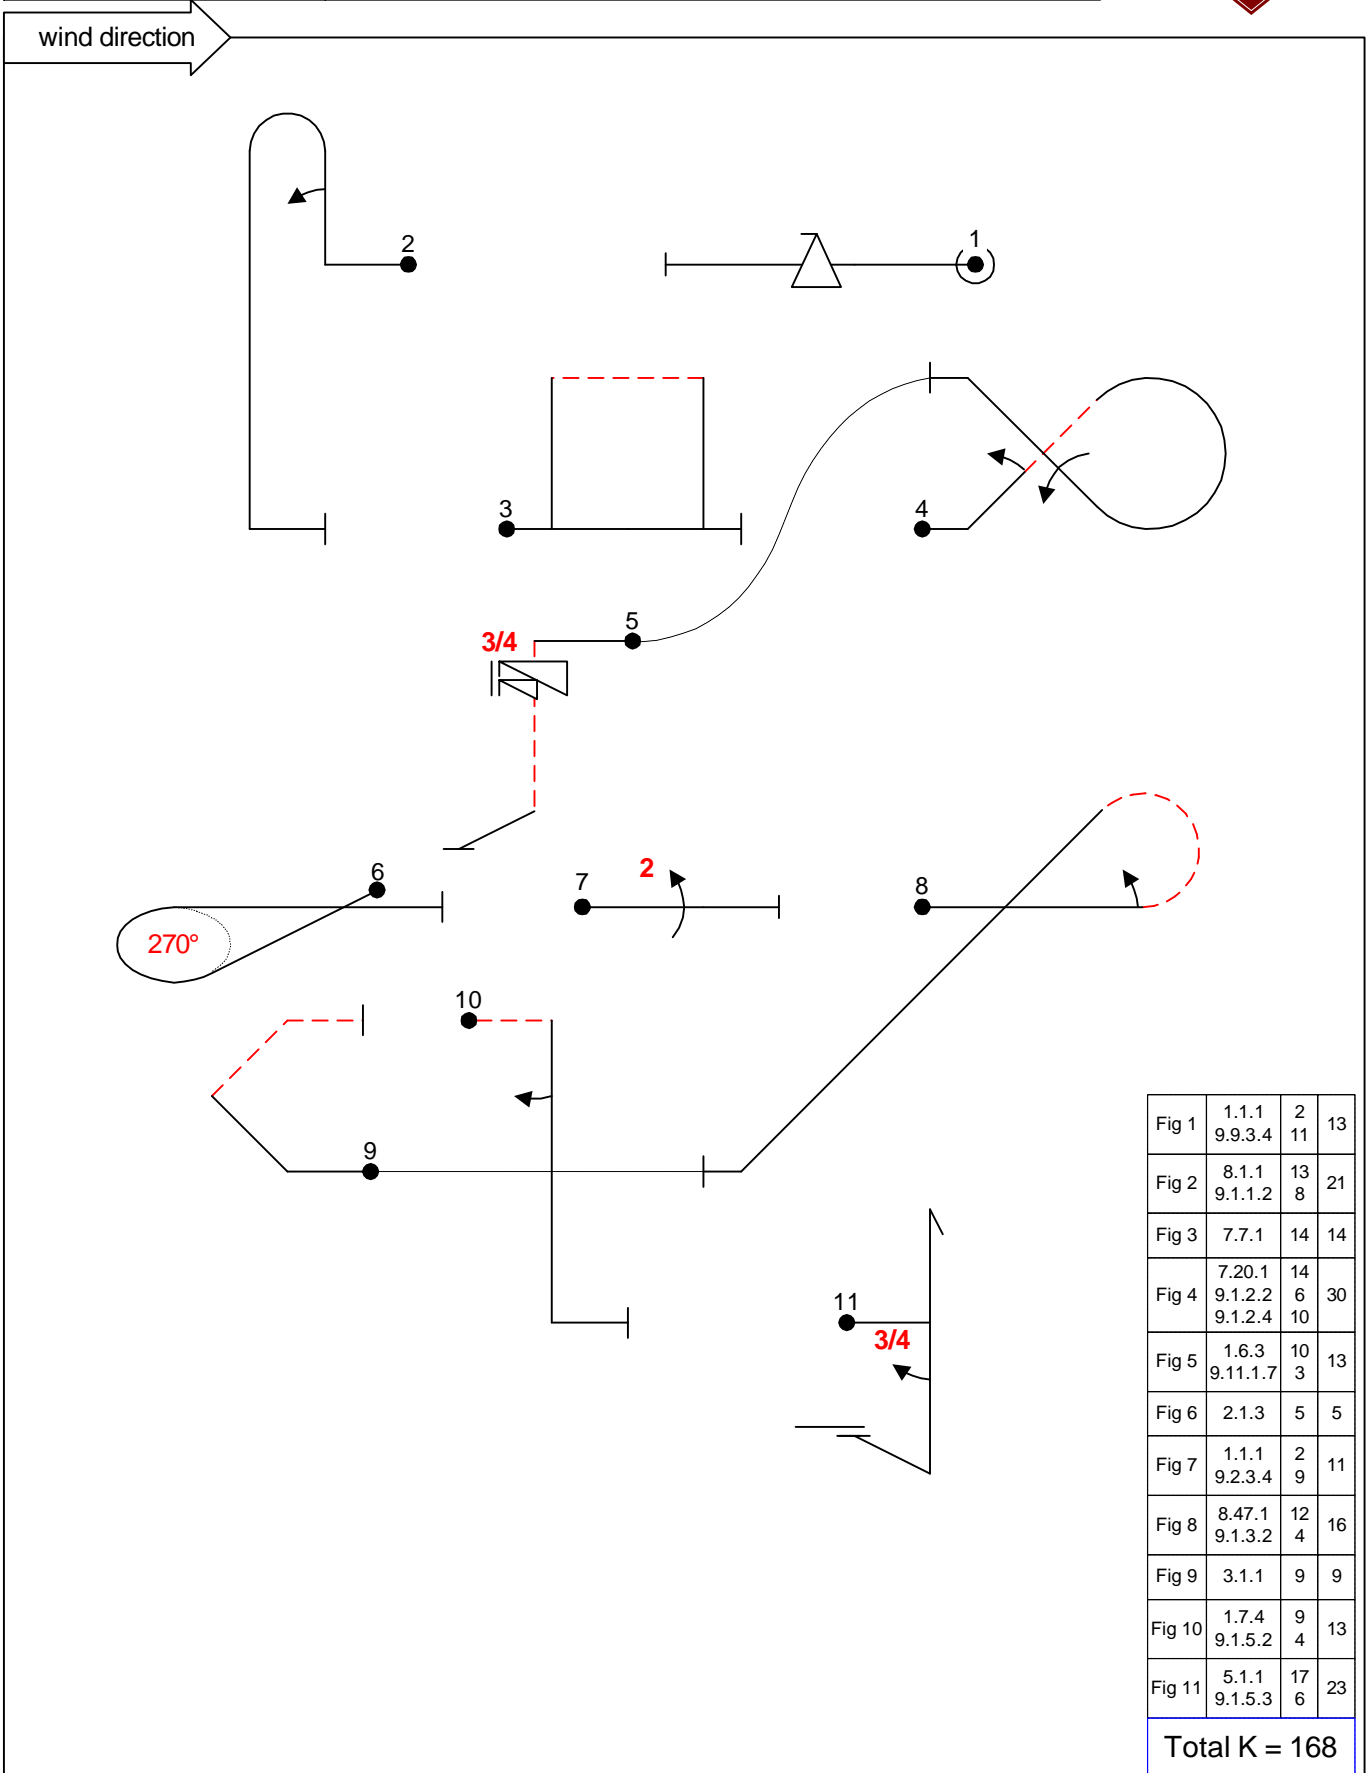 wind direction
2
1
3
4
5
3/4
6
7
2
8
270°
10
9
11
3/4
Fig 1 1.1.1 2 13
9.9.3.4 11
Fig 2 8.1.1 13 21
9.1.1.2 8
Fig 3 7.7.1 14 14
Fig 4 7.20.1 14 30
9.1.2.2 6
9.1.2.4 10
Fig 5 1.6.3 10 13
9.11.1.7 3
Fig 6 2.1.3 5 5
Fig 7 1.1.1 2 11
9.2.3.4 9
Fig 8 8.47.1 12 16
9.1.3.2 4
Fig 9 3.1.1 9 9
Fig 10 1.7.4 9 13
9.1.5.2 4
Fig 11 5.1.1 17 23
9.1.5.3 6
Total K = 168